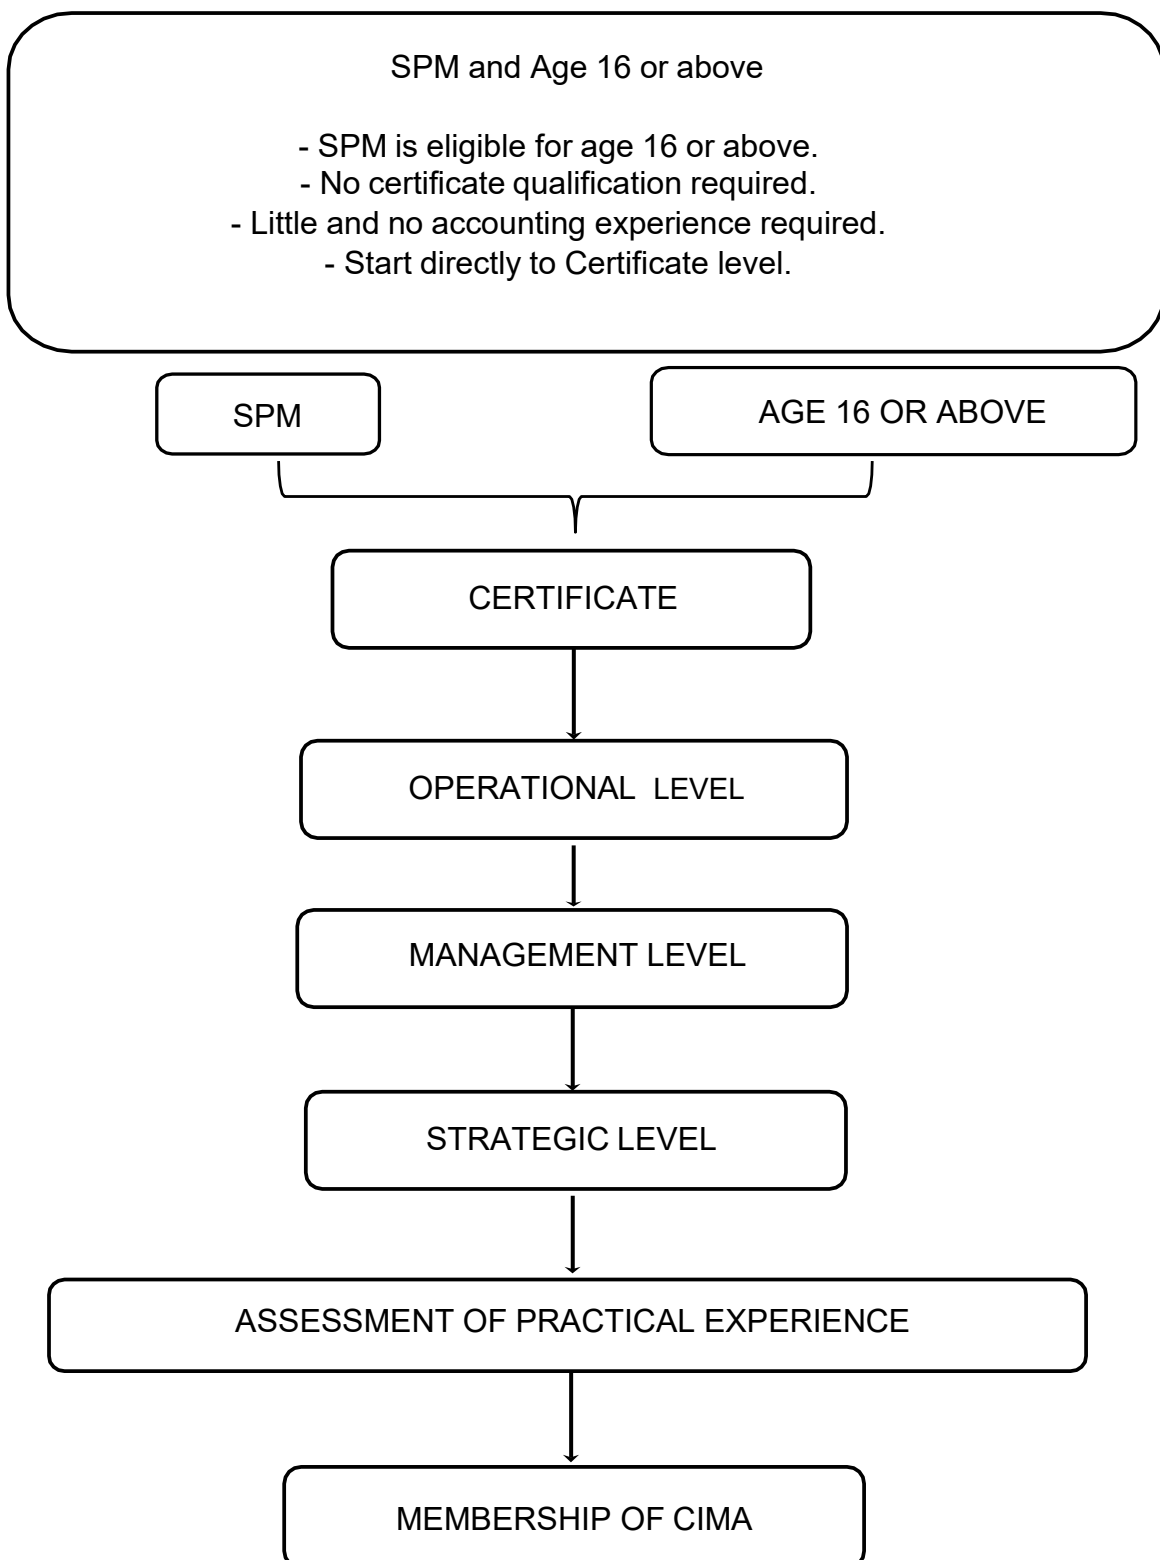 SPM and Age 16 or above
- SPM is eligible for age 16 or above.
- No certificate qualification required.
- Little and no accounting experience required.
- Start directly to Certificate level.
SPM
AGE 16 OR ABOVE
CERTIFICATE
OPERATIONAL LEVEL
MANAGEMENT LEVEL
STRATEGIC LEVEL
ASSESSMENT OF PRACTICAL EXPERIENCE
MEMBERSHIP OF CIMA